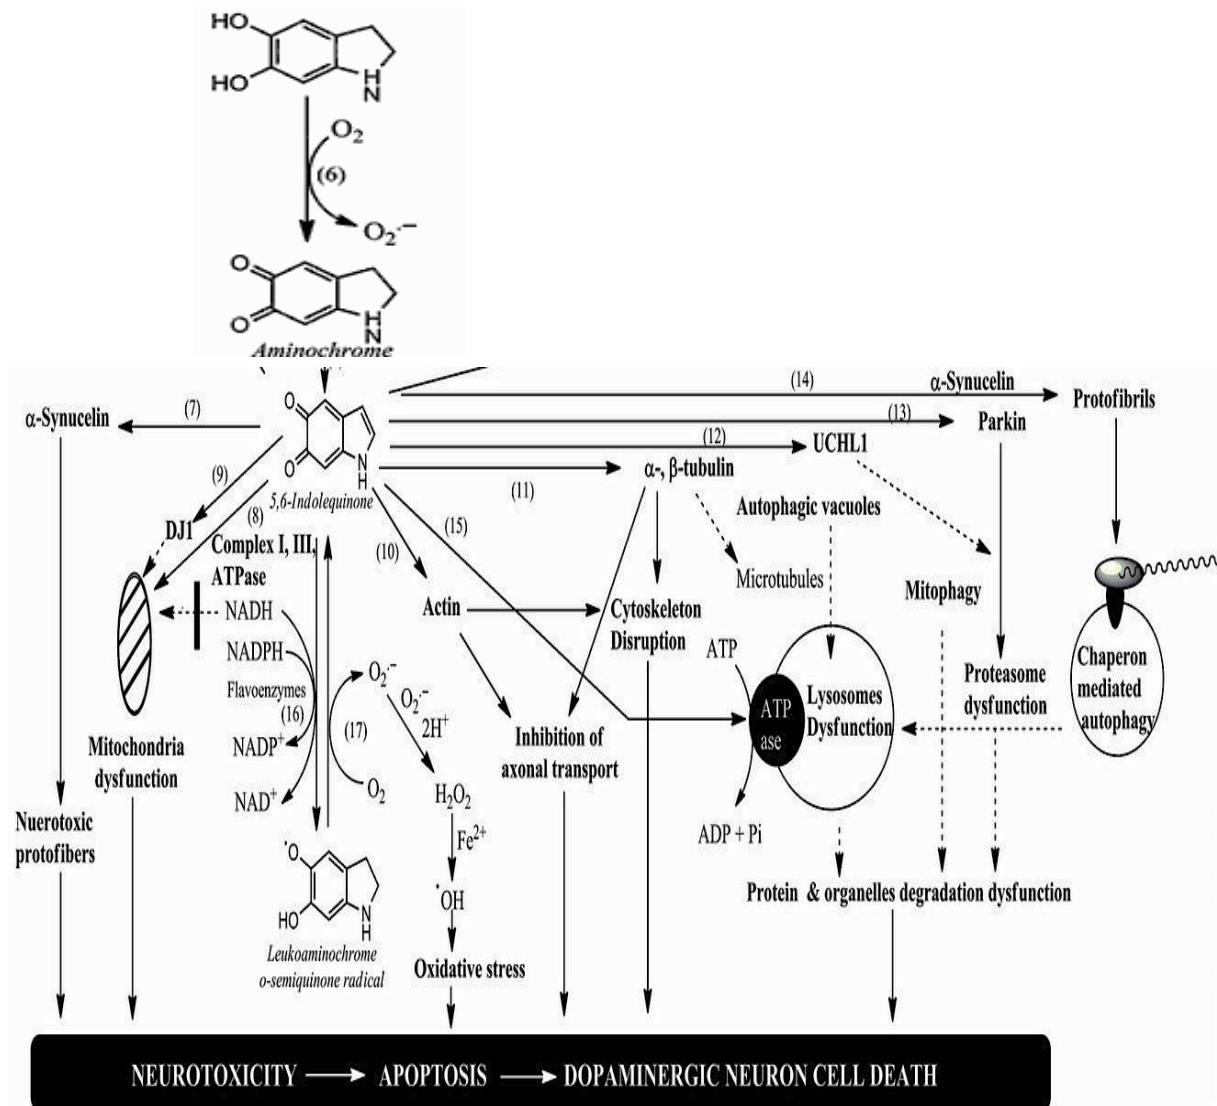 HO
HO
H
N
O2
(6)
O2·−
O
O
H
N
Aminochrome
(14)
α-Synucelin
Protofibrils
α-Synucelin
(7)
O
O
N
H
5,6-Indolequinone
(13)
Parkin
(12)
UCHL1
(11)
α-, β-tubulin
(9)
(8)
DJ1
(10)
(15)
Autophagic vacuoles
Complex I, III,
ATPase
Microtubules
NADH
Actin
Cytoskeleton
Disruption
Mitophagy
NADPH
Flavoenzymes
(16)
NADP+
NAD+
O2·−
O2·−
2H+
(17)
O2
ATP
ATP
ase
Lysosomes
Dysfunction
Proteasome
dysfunction
Chaperon
mediated
autophagy
Mitochondria
dysfunction
Inhibition of
axonal transport
H2O2
Fe2+
ADP + Pi
Nuerotoxic
protofibers
·O
HO
N
H
·OH
Leukoaminochrome
o-semiquinone radical
Oxidative stress
Protein & organelles degradation dysfunction
NEUROTOXICITY → APOPTOSIS → DOPAMINERGIC NEURON CELL DEATH